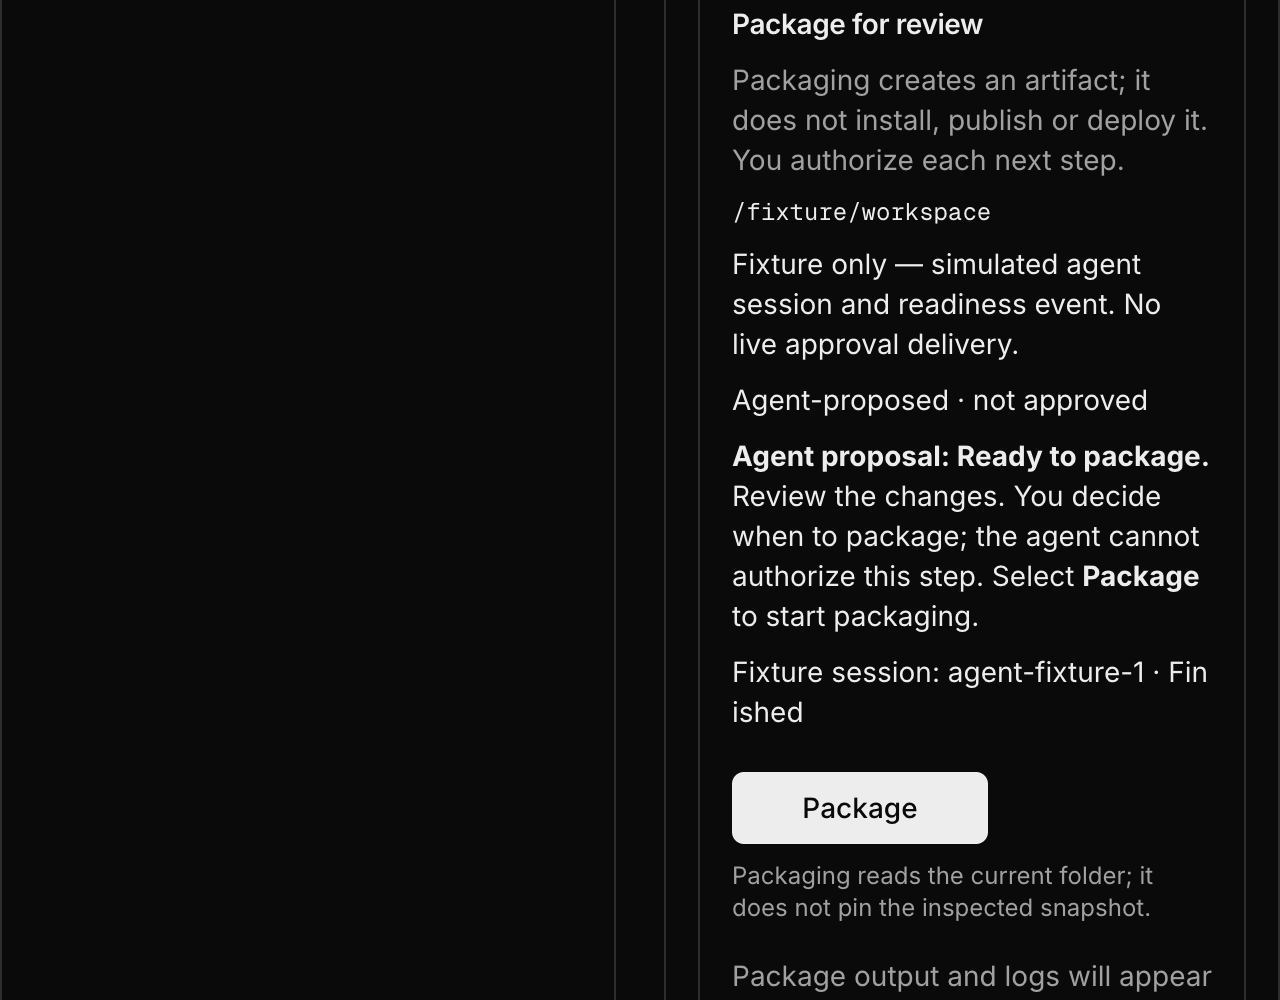 Package for review
Packaging creates an artifact; it
does not install, publish or deploy it.
You authorize each next step.
/fixture/workspace
Fixture only — simulated agent
session and readiness event. No
live approval delivery.
Agent-proposed · not approved
Agent proposal: Ready to package.
Review the changes. You decide
when to package; the agent cannot
authorize this step. Select Package
to start packaging.
Fixture session: agent-fixture-1 · Fin
ished
Package
Packaging reads the current folder; it
does not pin the inspected snapshot.
Package output and logs will appear